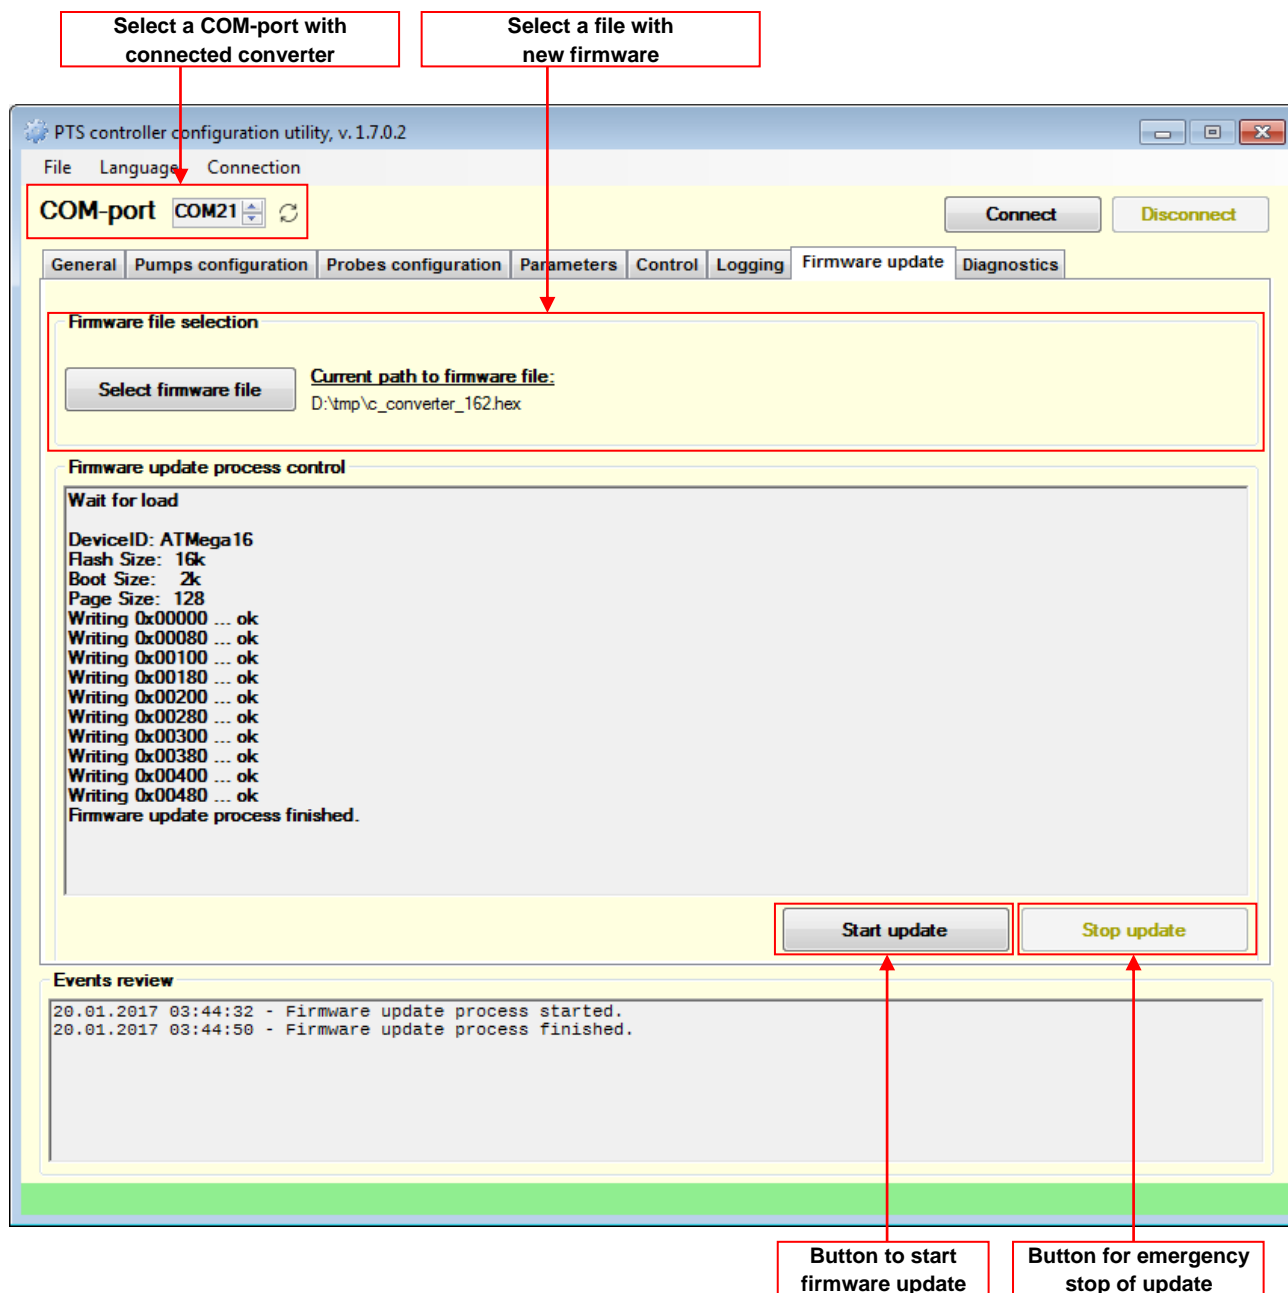 Select a COM-port with
connected converter
Select a file with
new firmware
PTS controller configuration utility, v. 1.7.0.2
File Language Connection
COM-port COM21 Connect Disconnect
General Pumps configuration Probes configuration Parameters Control Logging Firmware update Diagnostics
Firmware file selection
Select firmware file
Current path to firmware file:
D:\tmp\c_converter_162.hex
Firmware update process control
Wait for load
DeviceID: ATMega16
Flash Size: 16k
Boot Size: 2k
Page Size: 128
Writing 0x00000 ... ok
Writing 0x00080 ... ok
Writing 0x00100 ... ok
Writing 0x00180 ... ok
Writing 0x00200 ... ok
Writing 0x00280 ... ok
Writing 0x00300 ... ok
Writing 0x00380 ... ok
Writing 0x00400 ... ok
Writing 0x00480 ... ok
Firmware update process finished.
Start update Stop update
Events review
20.01.2017 03:44:32 - Firmware update process started.
20.01.2017 03:44:50 - Firmware update process finished.
Button to start
firmware update
Button for emergency
stop of update